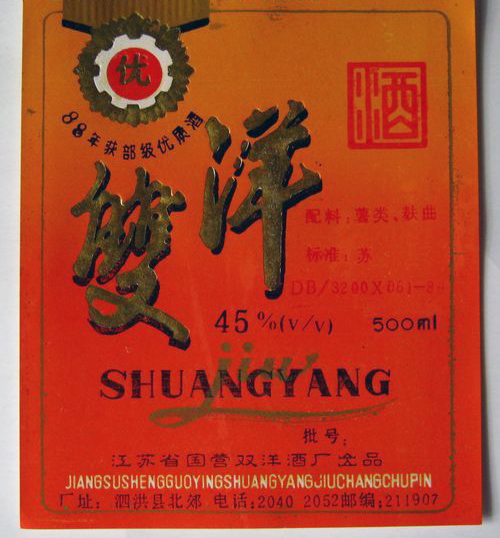 优
88年获部级优质酒
酒
雙洋
配料:薯类、麸曲
标准:苏
DB/3200X061-88
45%(v/v) 500ml
jiu
SHUANGYANG
批号:
江苏省国营双洋酒厂出品
JIANGSUSHENGGUOYINGSHUANGYANGJIUCHANGCHUPIN
厂址:泗洪县北郊 电话:2040 2052邮编:211907